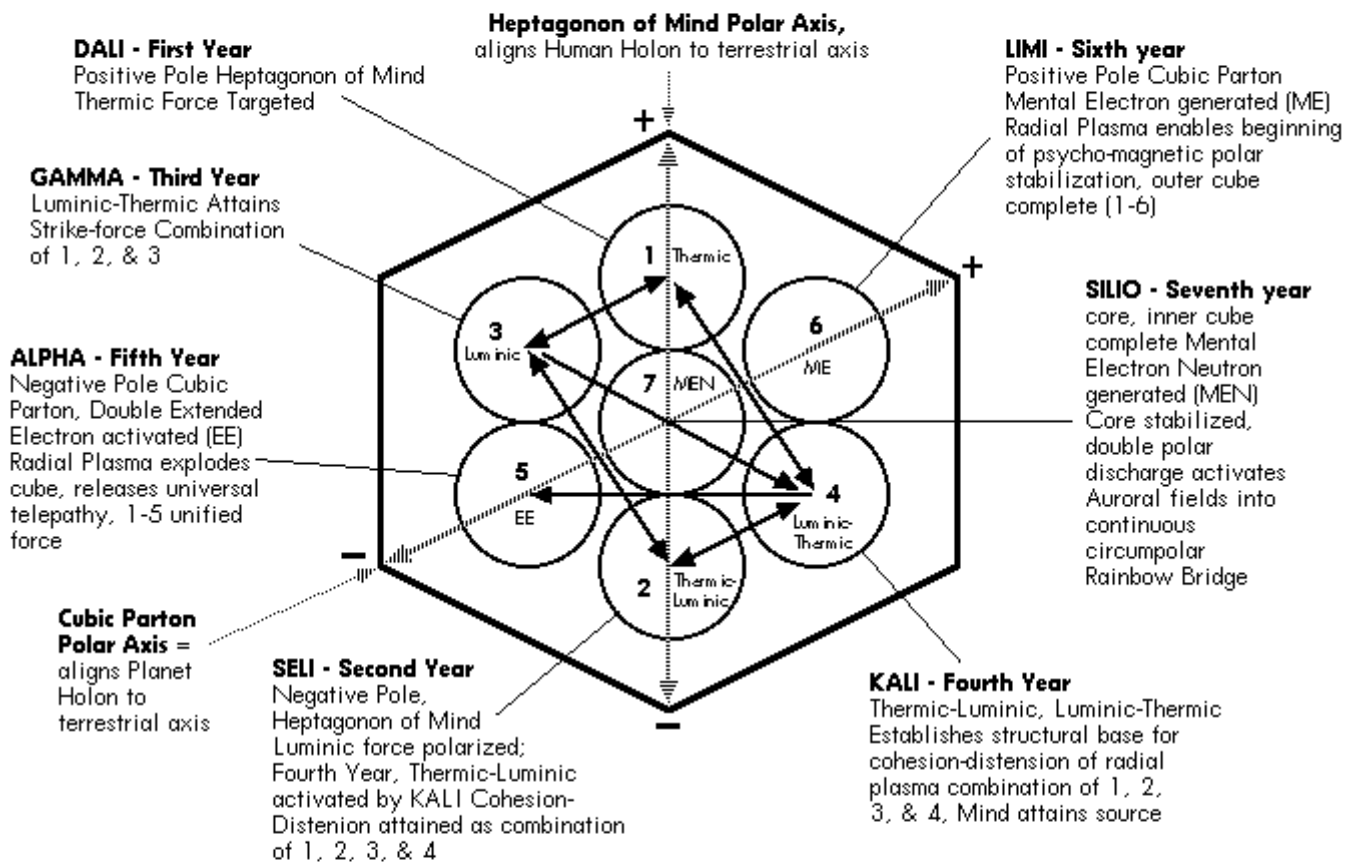 Heptagonon of Mind Polar Axis,
aligns Human Holon to terrestrial axis
DALI - First Year
Positive Pole Heptagonon of Mind
Thermic Force Targeted
LIMI - Sixth year
Positive Pole Cubic Parton
Mental Electron generated (ME)
Radial Plasma enables beginning
of psycho-magnetic polar
stabilization, outer cube
complete (1-6)
GAMMA - Third Year
Luminic-Thermic Attains
Strike-force Combination
of 1, 2, & 3
ALPHA - Fifth Year
Negative Pole Cubic
Parton, Double Extended
Electron activated (EE)
Radial Plasma explodes
cube, releases universal
telepathy, 1-5 unified
force
SILIO - Seventh year
core, inner cube
complete Mental
Electron Neutron
generated (MEN)
Core stabilized,
double polar
discharge activates
Auroral fields into
continuous
circumpolar
Rainbow Bridge
+
+
1 Thermic
3
Luminic
6
ME
7 MEN
5
EE
4
Luminic-
Thermic
2 Thermic-
Luminic
−
−
Cubic Parton
Polar Axis =
aligns Planet
Holon to
terrestrial axis
SELI - Second Year
Negative Pole,
Heptagonon of Mind
Luminic force polarized;
Fourth Year, Thermic-Luminic
activated by KALI Cohesion-
Distenion attained as combination
of 1, 2, 3, & 4
KALI - Fourth Year
Thermic-Luminic, Luminic-Thermic
Establishes structural base for
cohesion-distension of radial
plasma combination of 1, 2,
3, & 4, Mind attains source